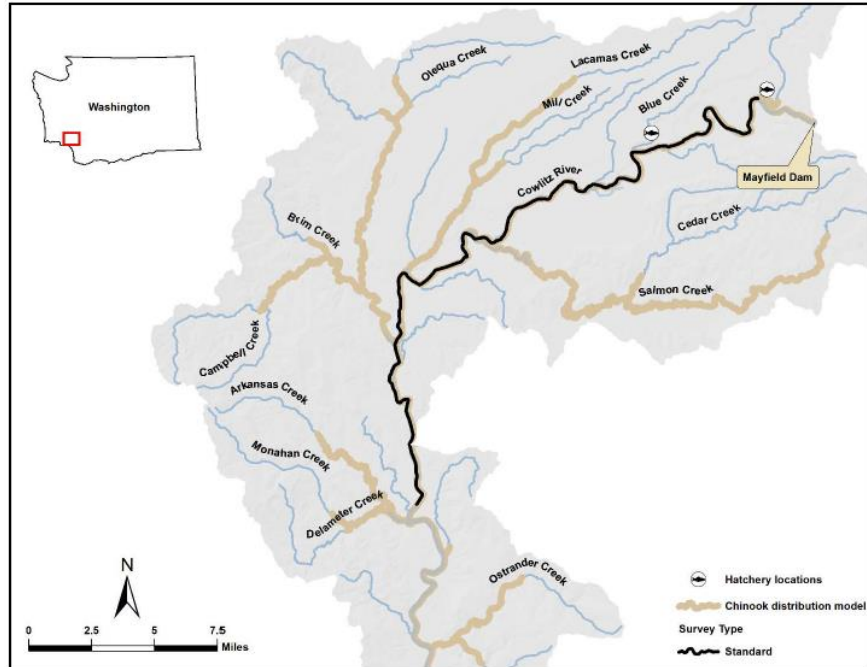 Washington
Olequa Creek
Lacamas Creek
Mill Creek
Blue Creek
Cowlitz River
Mayfield Dam
Cedar Creek
Brim Creek
Salmon Creek
Campbell Creek
Arkansas Creek
Monahan Creek
Delameter Creek
Ostrander Creek
N
0 2.5 5 7.5
Miles
Hatchery locations
Chinook distribution model
Survey Type
Standard